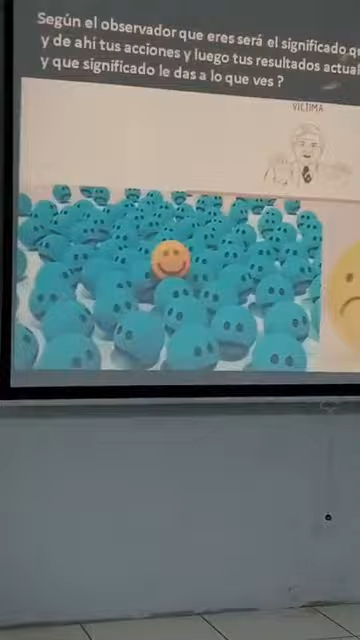 Según el observador que eres será el significado
y de ahí tus acciones y luego tus resultados
y que significado le das a lo que ves ?
VÍCTIMA